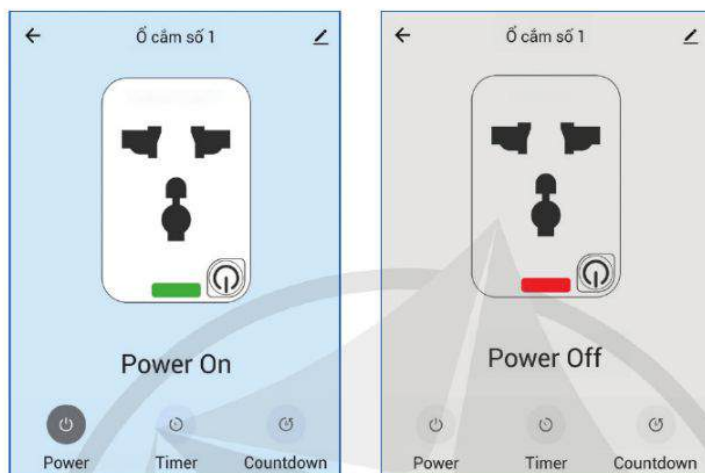 Ổ cắm số 1
Power On
Power Timer Countdown
Ổ cắm số 1
Power Off
Power Timer Countdown